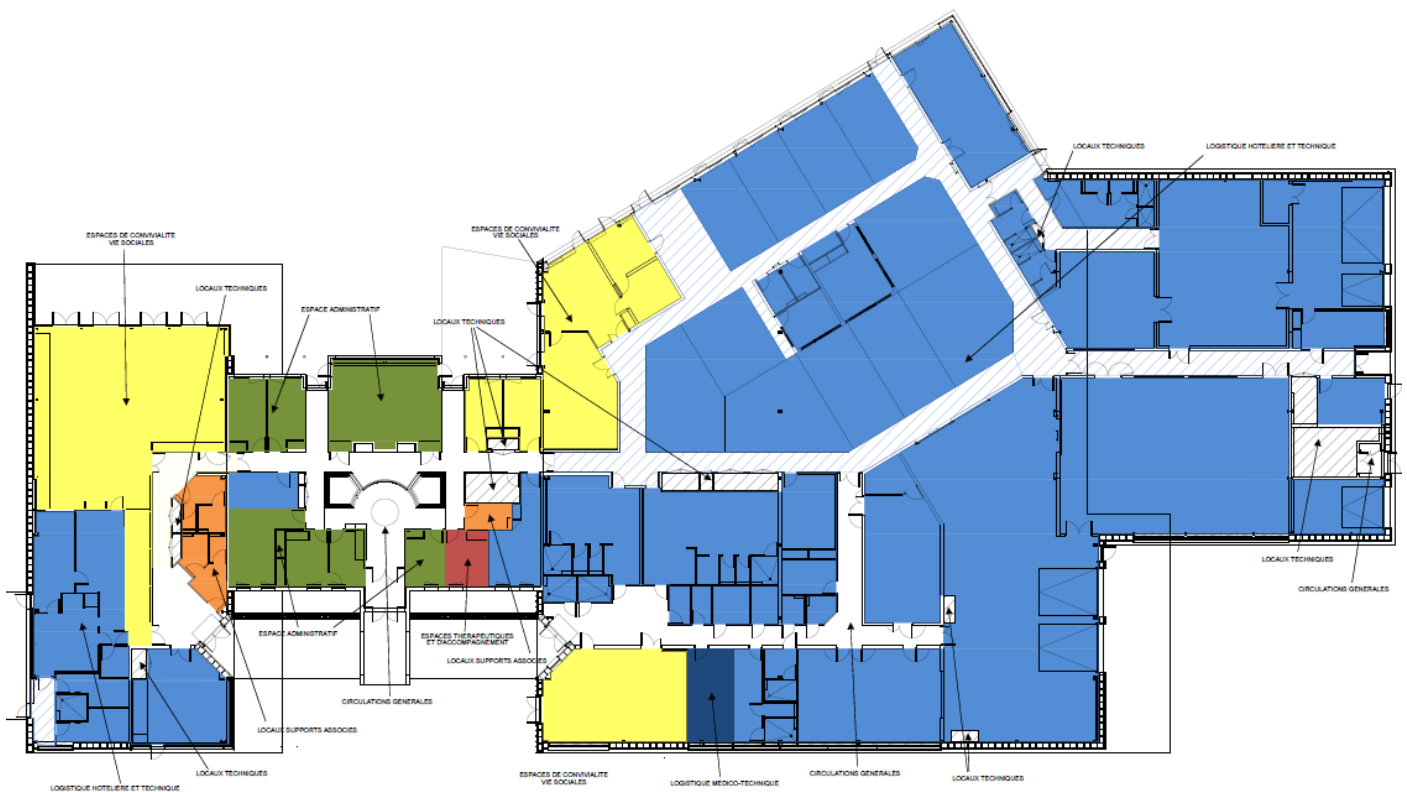 LOCAUX TECHNIQUES
LOGISTIQUE HOTELIERE ET TECHNIQUE
ESPACES DE CONVIVIALITE
VIE SOCIALES
ESPACES DE CONVIVIALITE
VIE SOCIALES
LOCAUX TECHNIQUES
ESPACE ADMINISTRATIF
LOCAUX TECHNIQUES
LOCAUX TECHNIQUES
CIRCULATIONS GENERALES
ESPACE ADMINISTRATIF
ESPACES THERAPEUTIQUES
ET D'ACCOMPAGNEMENT
LOCAUX SUPPORTS ASSOCIES
CIRCULATIONS GENERALES
LOCAUX SUPPORTS ASSOCIES
LOCAUX TECHNIQUES
LOGISTIQUE HOTELIERE ET TECHNIQUE
ESPACES DE CONVIVIALITE
VIE SOCIALES
LOGISTIQUE MEDICO-TECHNIQUE
CIRCULATIONS GENERALES
LOCAUX TECHNIQUES